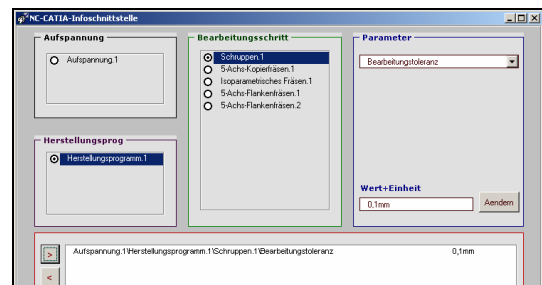 NC-CATIA-Infoschnittstelle
Aufspannung
Aufspannung.1
Herstellungsprog
Herstellungsprogramm.1
Bearbeitungsschritt
Schruppen.1
5-Achs-Kopierfräsen.1
Isoparametrisches Fräsen.1
5-Achs-Flankenfräsen.1
5-Achs-Flankenfräsen.2
Parameter
Bearbeitungstoleranz
Wert+Einheit
0,1mm
Aendern
>
<
Aufspannung.1\Herstellungsprogramm.1\Schruppen.1\Bearbeitungstoleranz 0,1mm